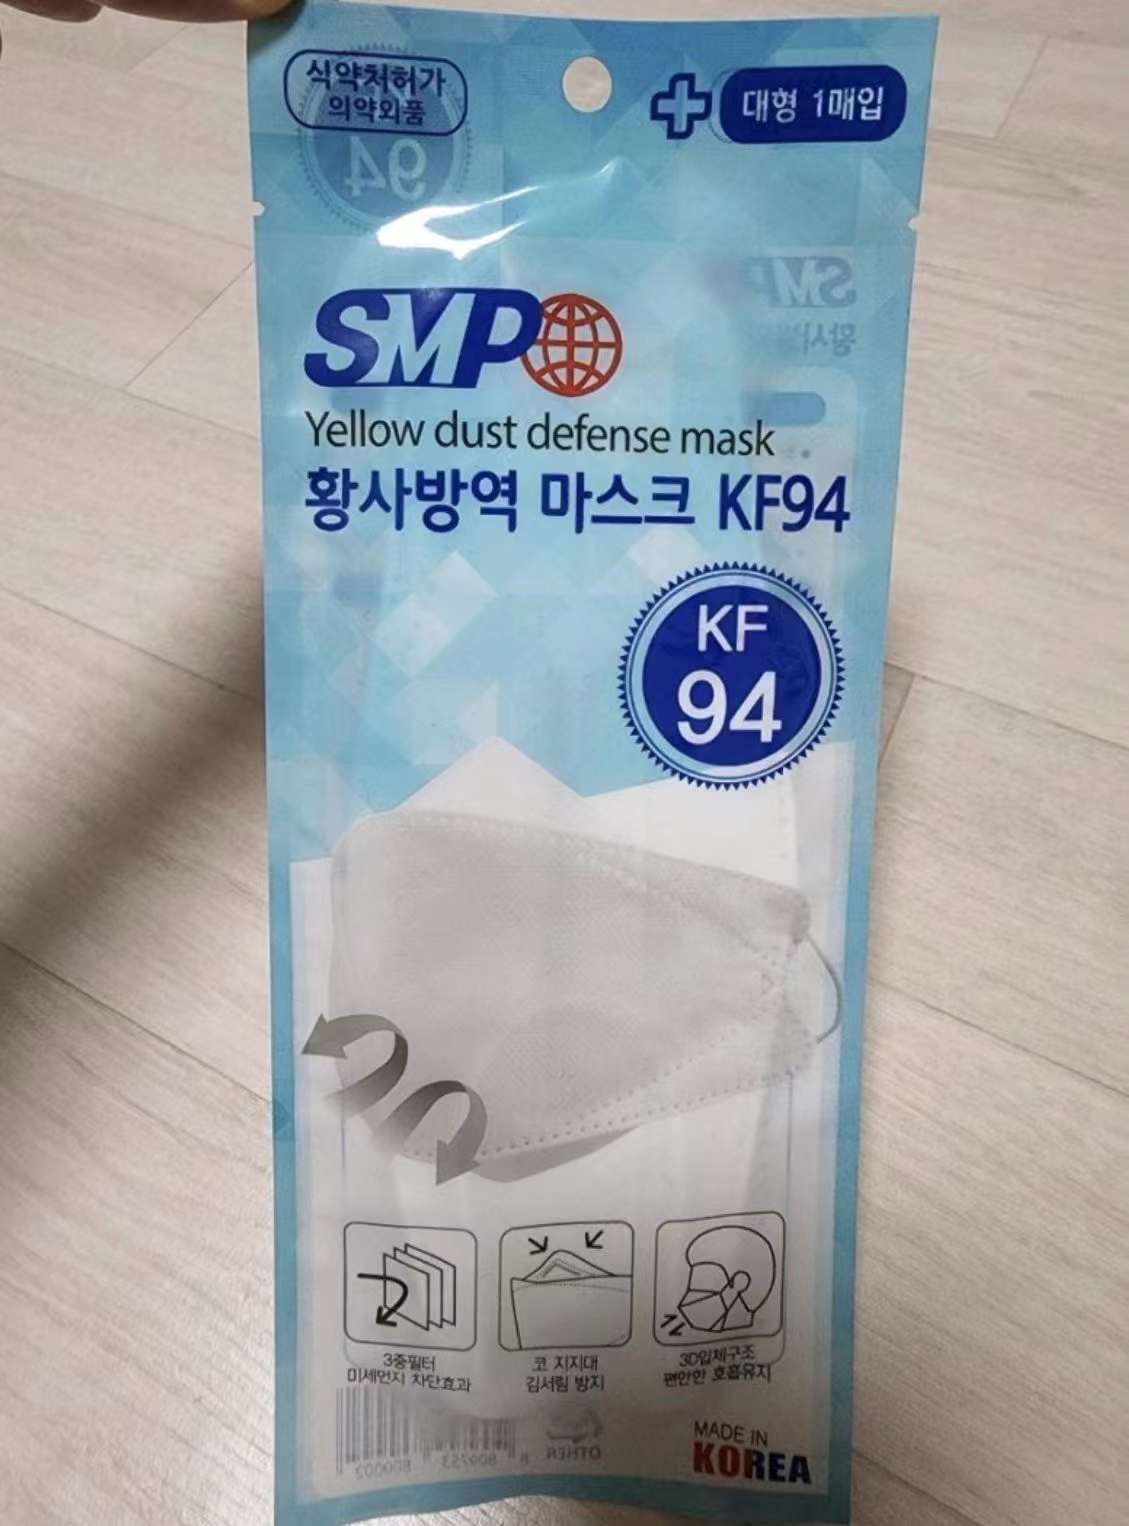 식약처허가
의약외품
대형 1매입
94
SMP
Yellow dust defense mask
황사방역 마스크 KF94
KF
94
3중필터
미세먼지 차단효과
코 지지대
김서림 방지
3D입체구조
편안한 호흡유지
OTHER
MADE IN
KOREA